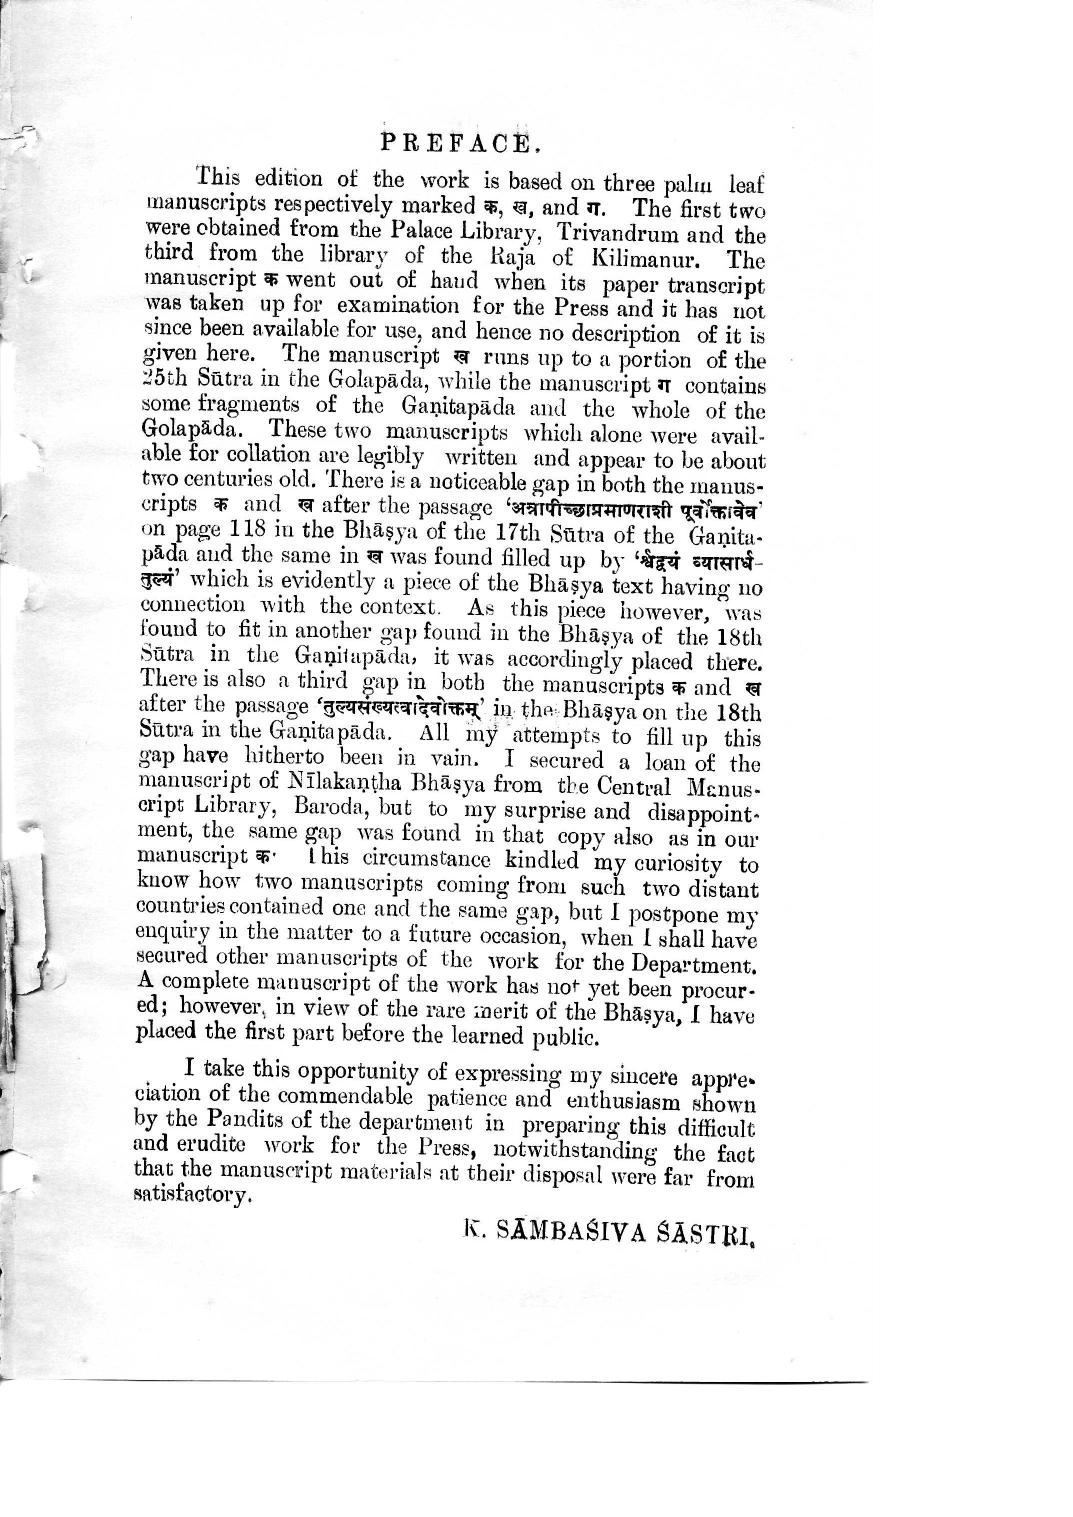 PREFACE.
This edition of the work is based on three palm leaf
manuscripts respectively marked क, ख, and ग. The first two
were obtained from the Palace Library, Trivandrum and the
third from the library of the Raja of Kilimanur. The
manuscript क went out of hand when its paper transcript
was taken up for examination for the Press and it has not
since been available for use, and hence no description of it is
given here. The manuscript ख runs up to a portion of the
25th Sūtra in the Golapāda, while the manuscript ग contains
some fragments of the Gaṇitapāda and the whole of the
Golapāda. These two manuscripts which alone were avail-
able for collation are legibly written and appear to be about
two centuries old. There is a noticeable gap in both the manus-
cripts क and ख after the passage ‘अत्रापीच्छाप्रमाणराशी पूर्वोक्तावेव’
on page 118 in the Bhāṣya of the 17th Sūtra of the Gaṇita-
pāda and the same in ख was found filled up by ‘र्श्वद्वयं व्यासार्ध-
तुल्यं’ which is evidently a piece of the Bhāṣya text having no
connection with the context. As this piece however, was
found to fit in another gap found in the Bhāṣya of the 18th
Sūtra in the Gaṇitapāda, it was accordingly placed there.
There is also a third gap in both the manuscripts क and ख
after the passage ‘तुल्यसंख्यत्वादेवोक्तम्’ in the Bhāṣya on the 18th
Sūtra in the Gaṇitapāda. All my attempts to fill up this
gap have hitherto been in vain. I secured a loan of the
manuscript of Nīlakaṇṭha Bhāṣya from the Central Manus-
cript Library, Baroda, but to my surprise and disappoint-
ment, the same gap was found in that copy also as in our
manuscript क. This circumstance kindled my curiosity to
know how two manuscripts coming from such two distant
countries contained one and the same gap, but I postpone my
enquiry in the matter to a future occasion, when I shall have
secured other manuscripts of the work for the Department.
A complete manuscript of the work has not yet been procur-
ed; however, in view of the rare merit of the Bhāṣya, I have
placed the first part before the learned public.
I take this opportunity of expressing my sincere appre-
ciation of the commendable patience and enthusiasm shown
by the Pandits of the department in preparing this difficult
and erudite work for the Press, notwithstanding the fact
that the manuscript materials at their disposal were far from
satisfactory.
K. SĀMBAŚIVA ŚĀSTRI.